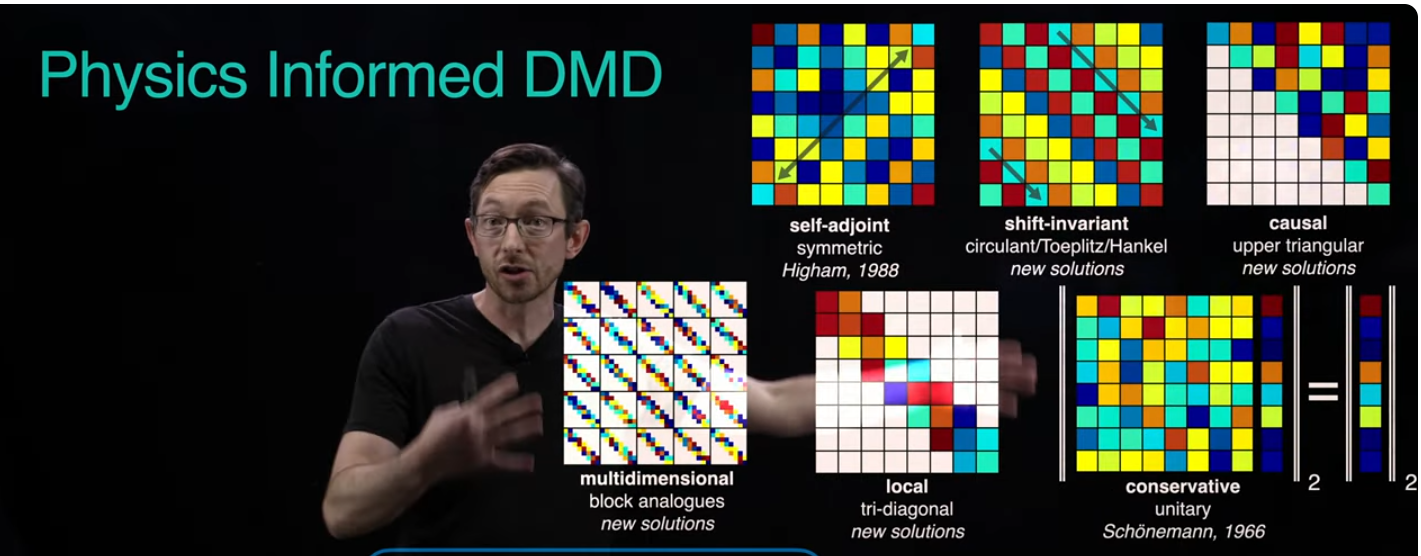 Physics Informed DMD
self-adjoint
symmetric
Higham, 1988
shift-invariant
circulant/Toeplitz/Hankel
new solutions
causal
upper triangular
new solutions
multidimensional
block analogues
new solutions
local
tri-diagonal
new solutions
=
2
2
conservative
unitary
Schönemann, 1966